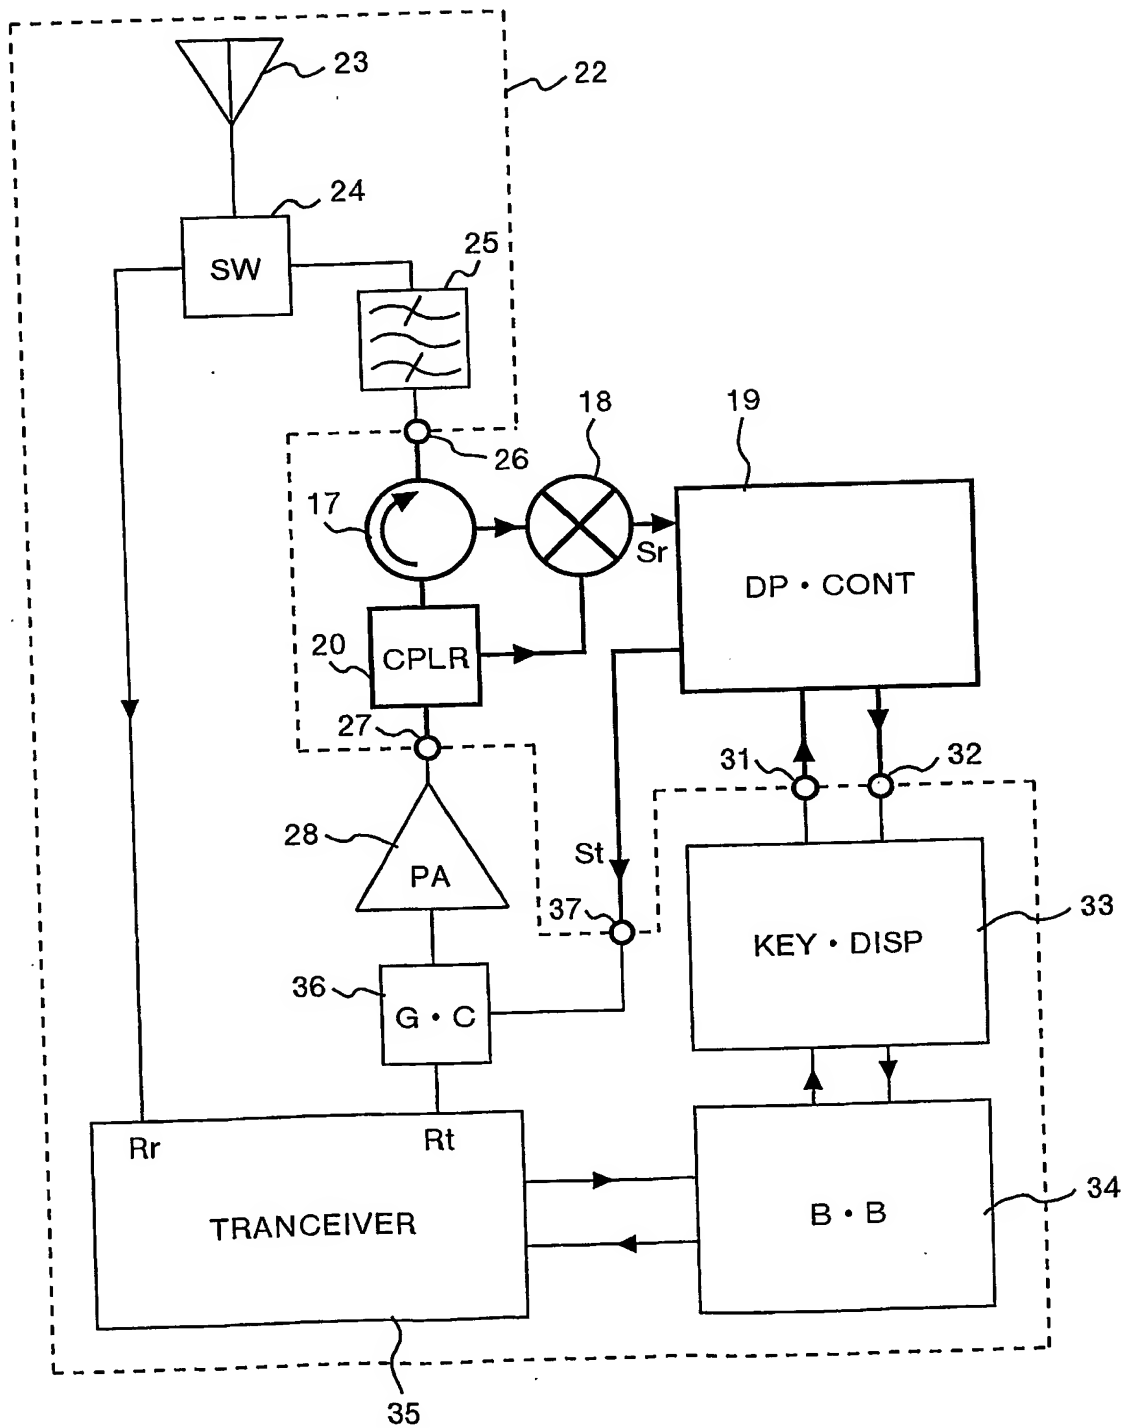 23
22
24
SW
25
26
18
19
17
Sr
DP・CONT
20
CPLR
27
31
32
28
PA
St
37
33
KEY・DISP
36
G・C
Rr
Rt
34
TRANCEIVER
B・B
35